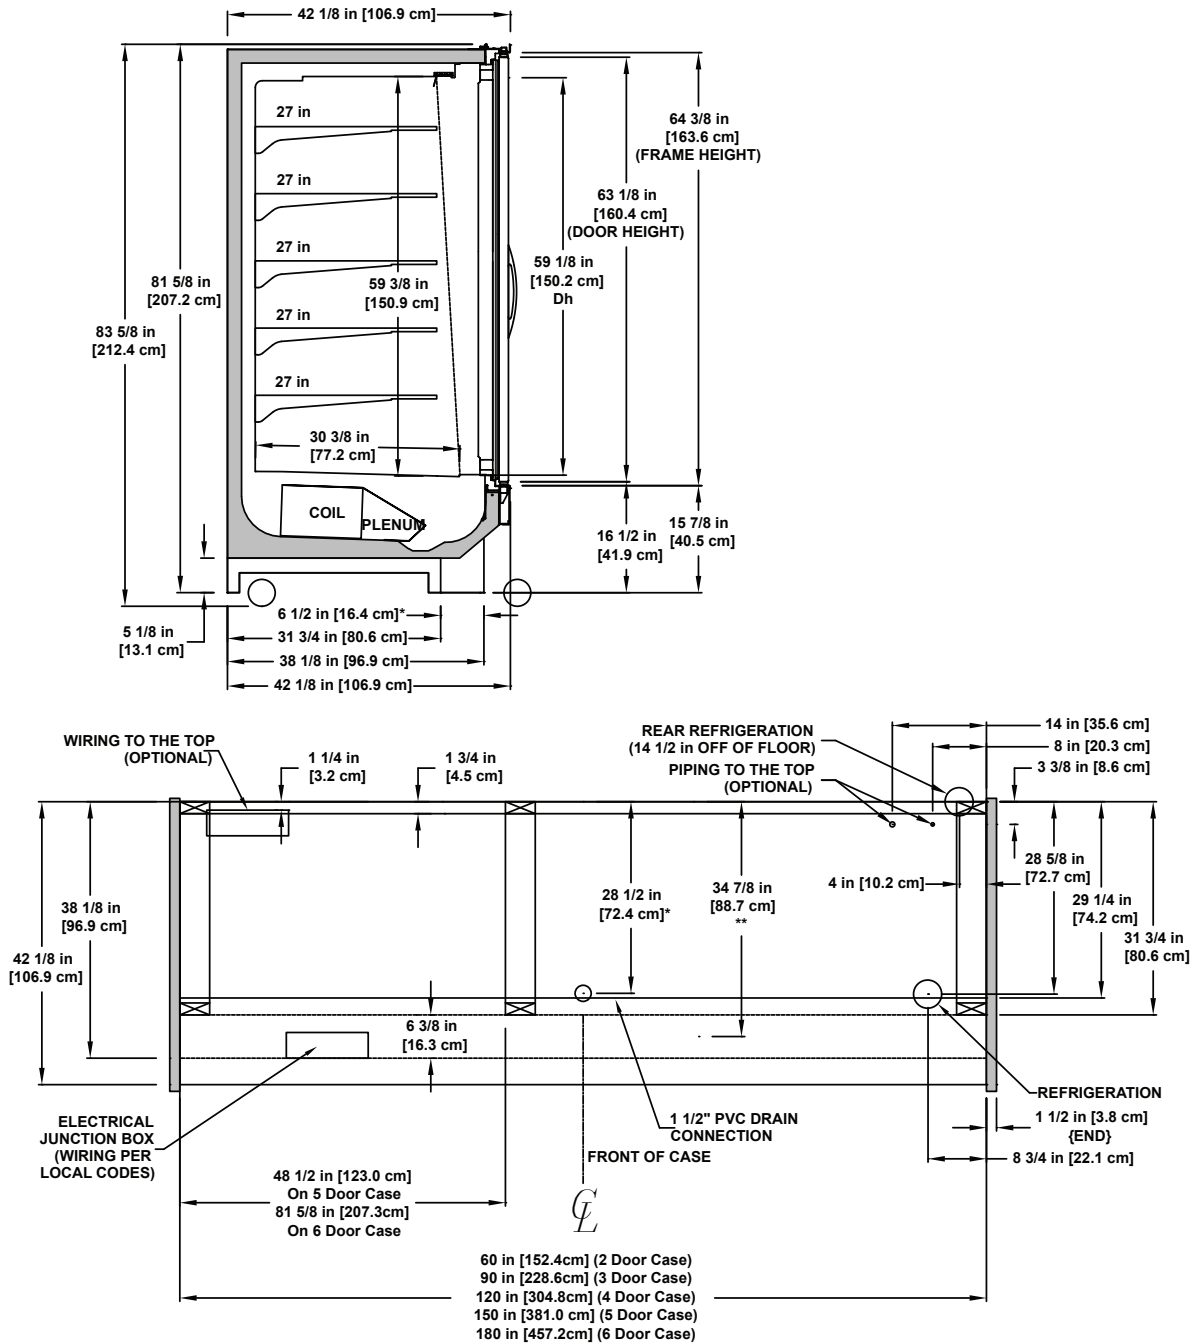 42 1/8 in [106.9 cm]
27 in
27 in
27 in
27 in
27 in
64 3/8 in
[163.6 cm]
(FRAME HEIGHT)
63 1/8 in
[160.4 cm]
(DOOR HEIGHT)
59 1/8 in
[150.2 cm]
Dh
59 3/8 in
[150.9 cm]
81 5/8 in
[207.2 cm]
83 5/8 in
[212.4 cm]
30 3/8 in
[77.2 cm]
COIL
PLENUM
16 1/2 in
[41.9 cm]
15 7/8 in
[40.5 cm]
5 1/8 in
[13.1 cm]
6 1/2 in [16.4 cm]*
31 3/4 in [80.6 cm]
38 1/8 in [96.9 cm]
42 1/8 in [106.9 cm]
WIRING TO THE TOP
(OPTIONAL)
1 1/4 in
[3.2 cm]
1 3/4 in
[4.5 cm]
REAR REFRIGERATION
(14 1/2 in OFF OF FLOOR)
PIPING TO THE TOP
(OPTIONAL)
14 in [35.6 cm]
8 in [20.3 cm]
3 3/8 in [8.6 cm]
38 1/8 in
[96.9 cm]
42 1/8 in
[106.9 cm]
28 1/2 in
[72.4 cm]*
34 7/8 in
[88.7 cm]
**
4 in [10.2 cm]
28 5/8 in
[72.7 cm]
29 1/4 in
[74.2 cm]
31 3/4 in
[80.6 cm]
6 3/8 in
[16.3 cm]
ELECTRICAL
JUNCTION BOX
(WIRING PER
LOCAL CODES)
1 1/2" PVC DRAIN
CONNECTION
FRONT OF CASE
REFRIGERATION
1 1/2 in [3.8 cm]
{END}
8 3/4 in [22.1 cm]
48 1/2 in [123.0 cm]
On 5 Door Case
81 5/8 in [207.3cm]
On 6 Door Case
CL
60 in [152.4cm] (2 Door Case)
90 in [228.6cm] (3 Door Case)
120 in [304.8cm] (4 Door Case)
150 in [381.0 cm] (5 Door Case)
180 in [457.2cm] (6 Door Case)